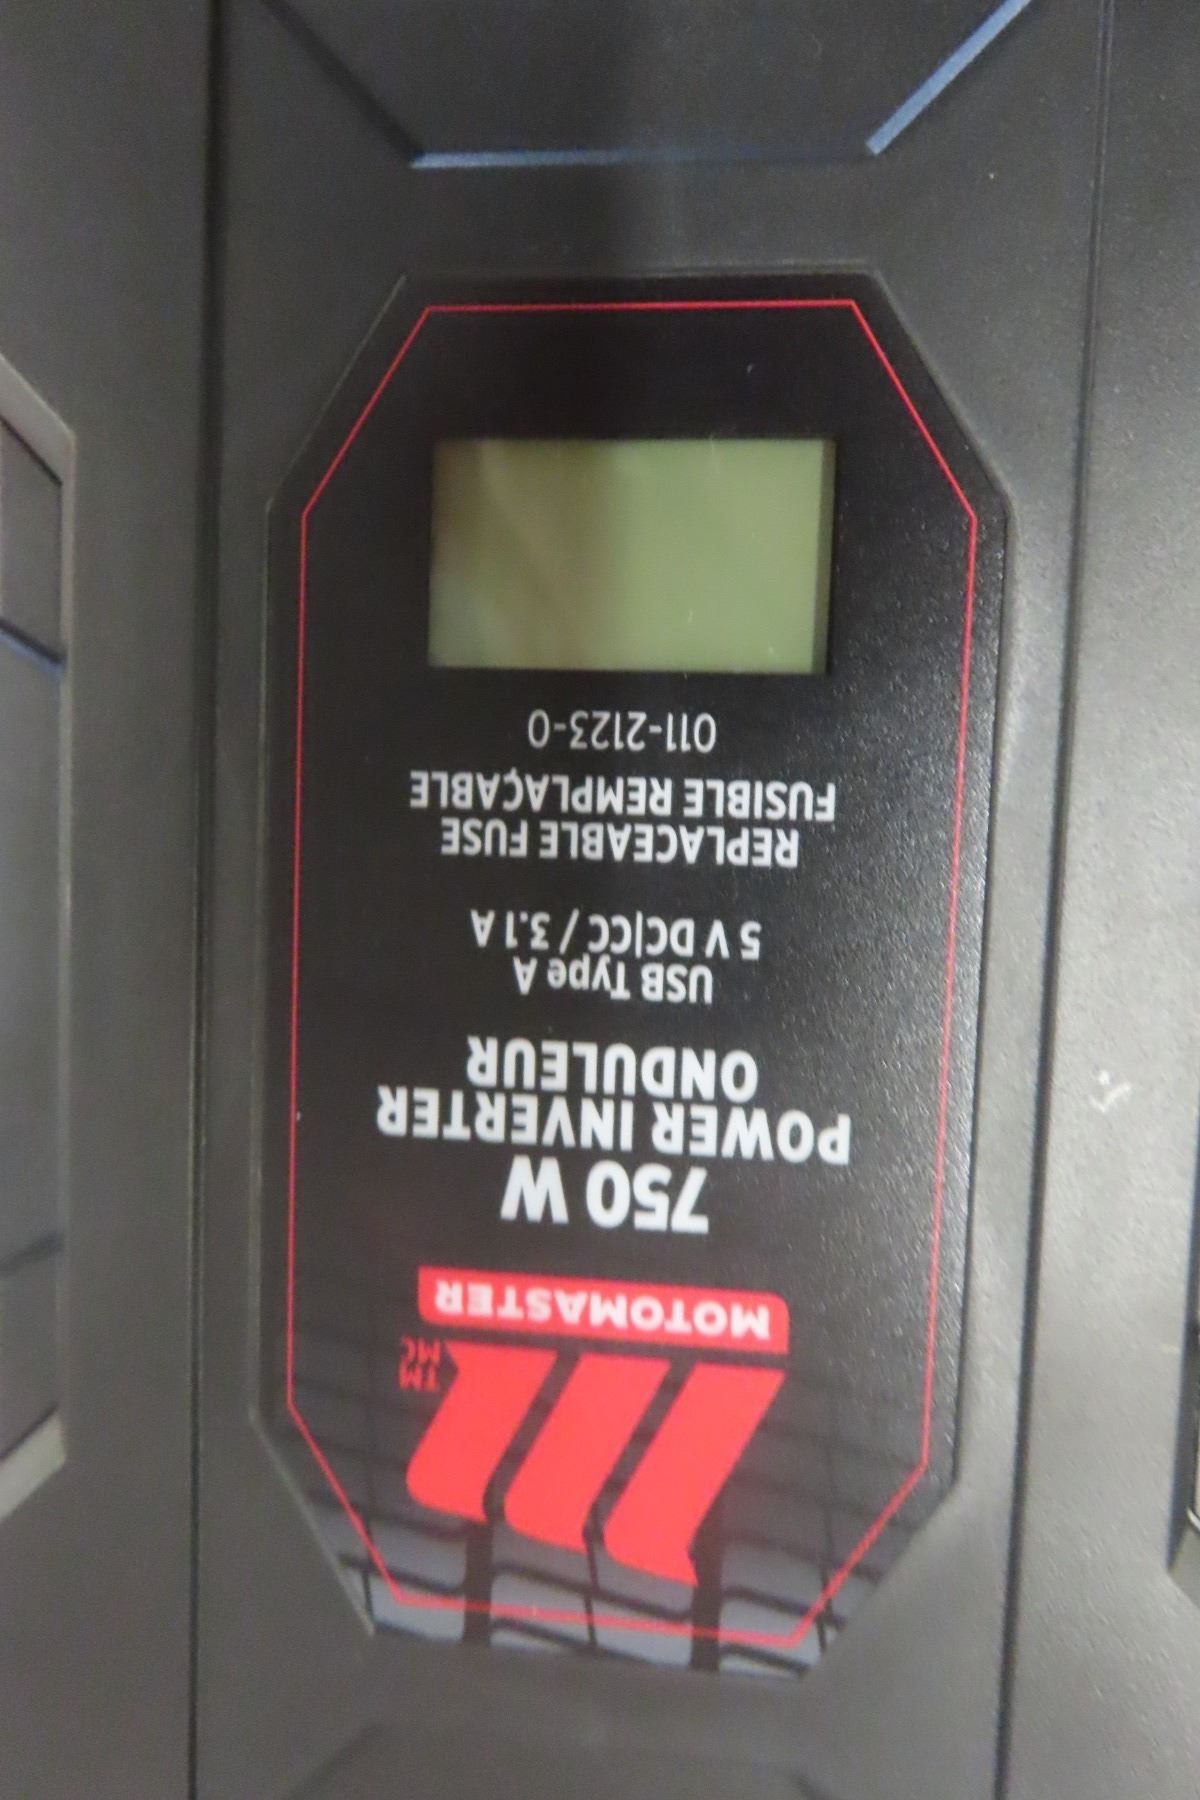 TM
MC
MOTOMASTER
750 W
POWER INVERTER
ONDULEUR
USB Type A
5 V DC|CC / 3.1 A
REPLACEABLE FUSE
FUSIBLE REMPLAÇABLE
011-2123-0